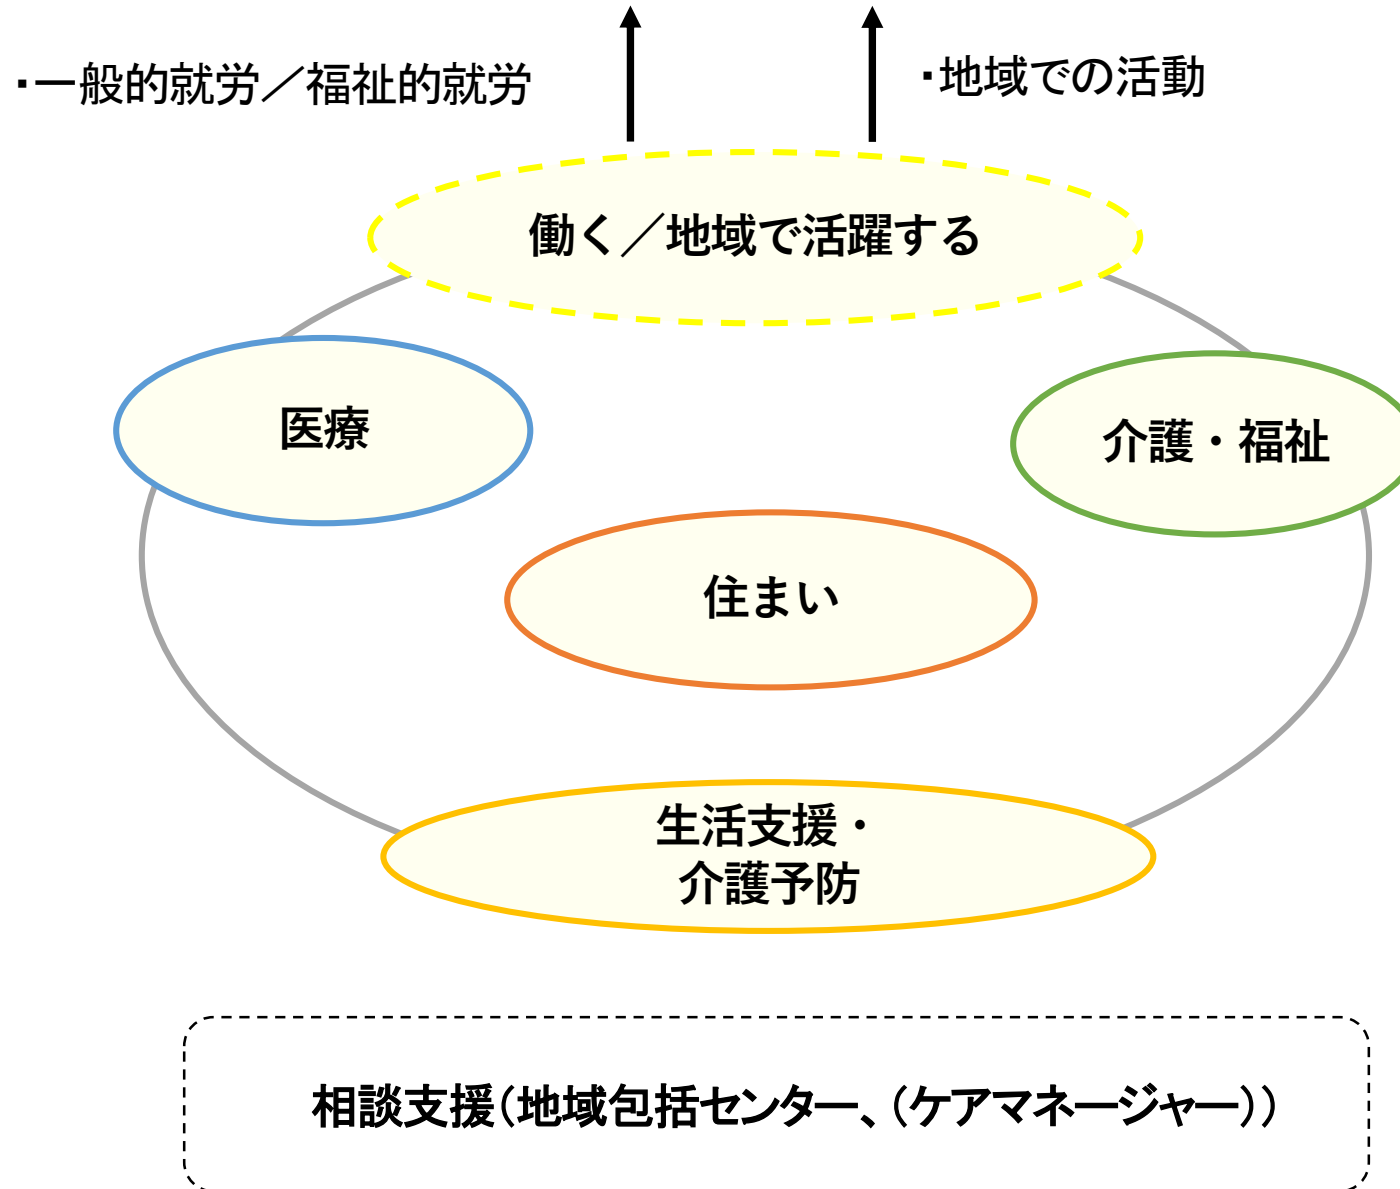 ・一般的就労／福祉的就労
・地域での活動
働く／地域で活躍する
医療
介護・福祉
住まい
生活支援・
介護予防
相談支援（地域包括センター、（ケアマネージャー））